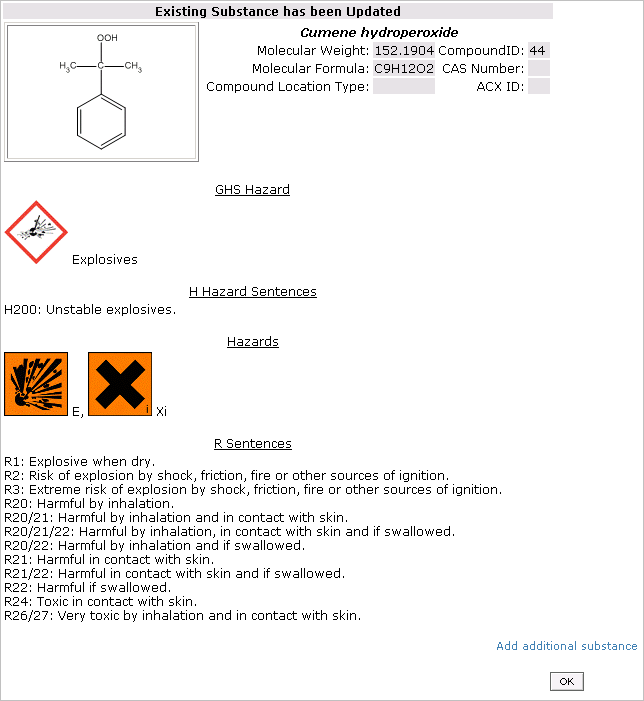 Existing Substance has been Updated
Cumene hydroperoxide
Molecular Weight: 152.1904 CompoundID: 44
Molecular Formula: C9H12O2 CAS Number:
Compound Location Type: ACX ID:
OOH
H₃C C CH₃
GHS Hazard
Explosives
H Hazard Sentences
H200: Unstable explosives.
Hazards
E, i Xi
R Sentences
R1: Explosive when dry.
R2: Risk of explosion by shock, friction, fire or other sources of ignition.
R3: Extreme risk of explosion by shock, friction, fire or other sources of ignition.
R20: Harmful by inhalation.
R20/21: Harmful by inhalation and in contact with skin.
R20/21/22: Harmful by inhalation, in contact with skin and if swallowed.
R20/22: Harmful by inhalation and if swallowed.
R21: Harmful in contact with skin.
R21/22: Harmful in contact with skin and if swallowed.
R22: Harmful if swallowed.
R24: Toxic in contact with skin.
R26/27: Very toxic by inhalation and in contact with skin.
Add additional substance
OK